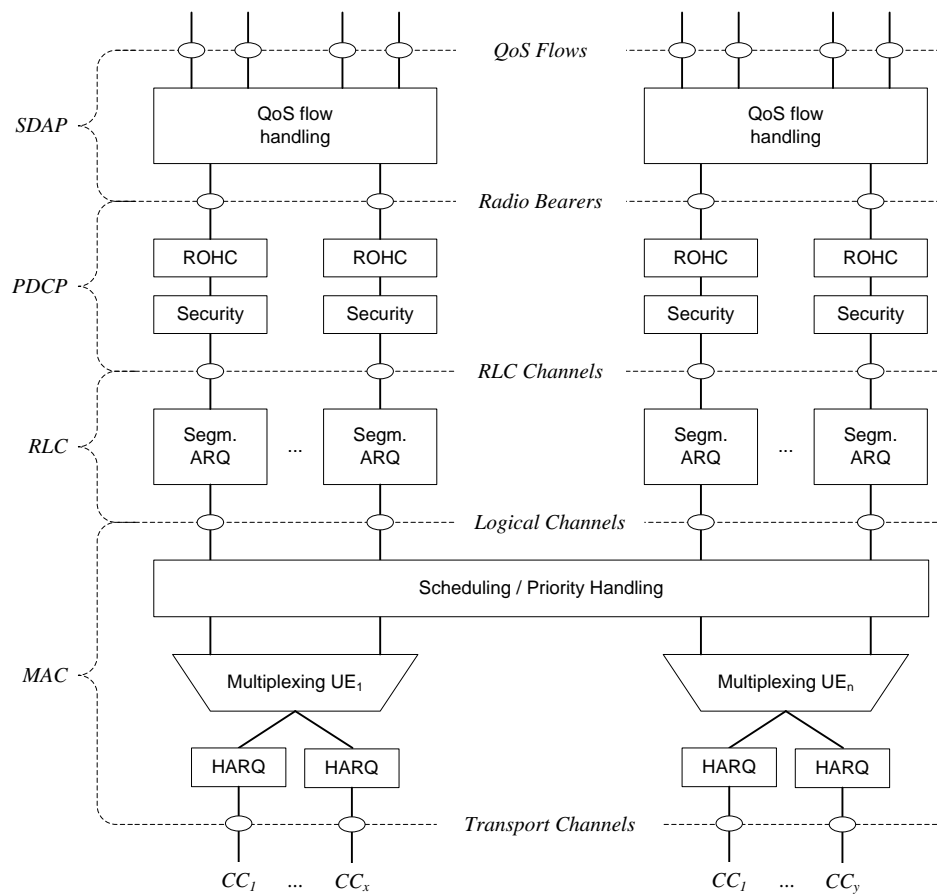 QoS Flows
QoS flow
handling
QoS flow
handling
SDAP
Radio Bearers
ROHC
ROHC
ROHC
ROHC
PDCP
Security
Security
Security
Security
RLC Channels
Segm.
ARQ
...
Segm.
ARQ
Segm.
ARQ
...
Segm.
ARQ
RLC
Logical Channels
Scheduling / Priority Handling
MAC
Multiplexing UE1
Multiplexing UEn
HARQ
HARQ
HARQ
HARQ
Transport Channels
CC1 ... CCx
CC1 ... CCy